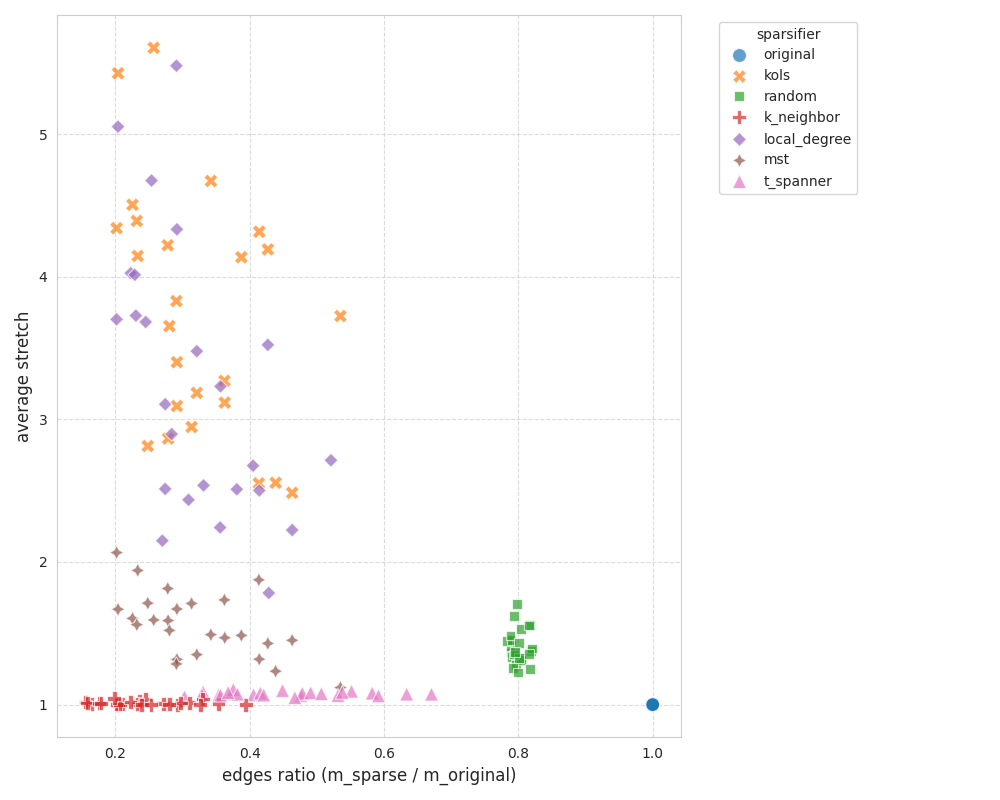 sparsifier
original
kols
random
k_neighbor
local_degree
mst
t_spanner
5
4
3
2
1
average stretch
0.2
0.4
0.6
0.8
1.0
edges ratio (m_sparse / m_original)